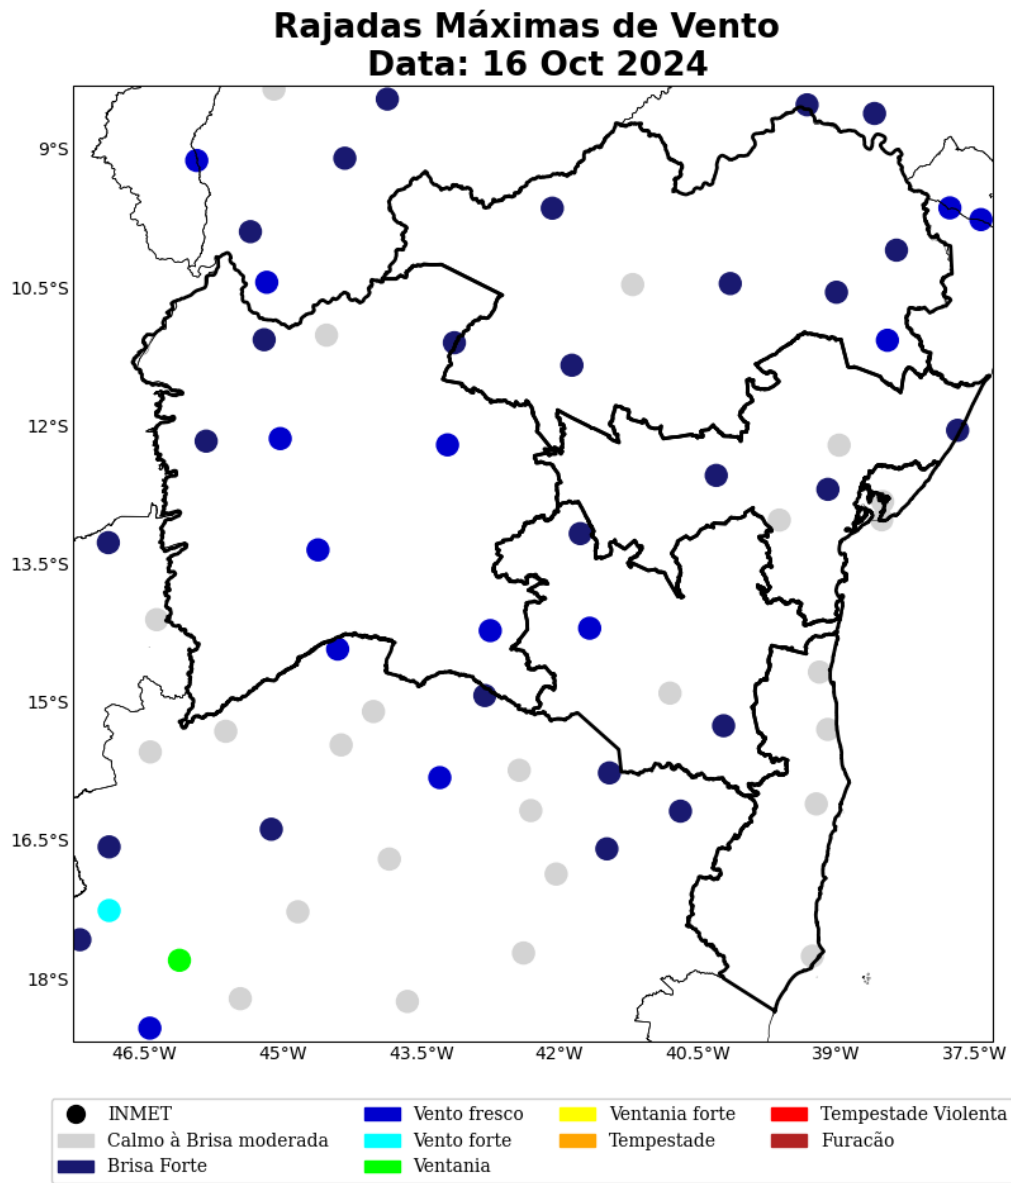 Rajadas Máximas de Vento
Data: 16 Oct 2024
9°S
10.5°S
12°S
13.5°S
15°S
16.5°S
18°S
46.5°W 45°W 43.5°W 42°W 40.5°W 39°W 37.5°W
INMET
Calmo à Brisa moderada
Brisa Forte
Vento fresco
Vento forte
Ventania
Ventania forte
Tempestade
Tempestade Violenta
Furacão